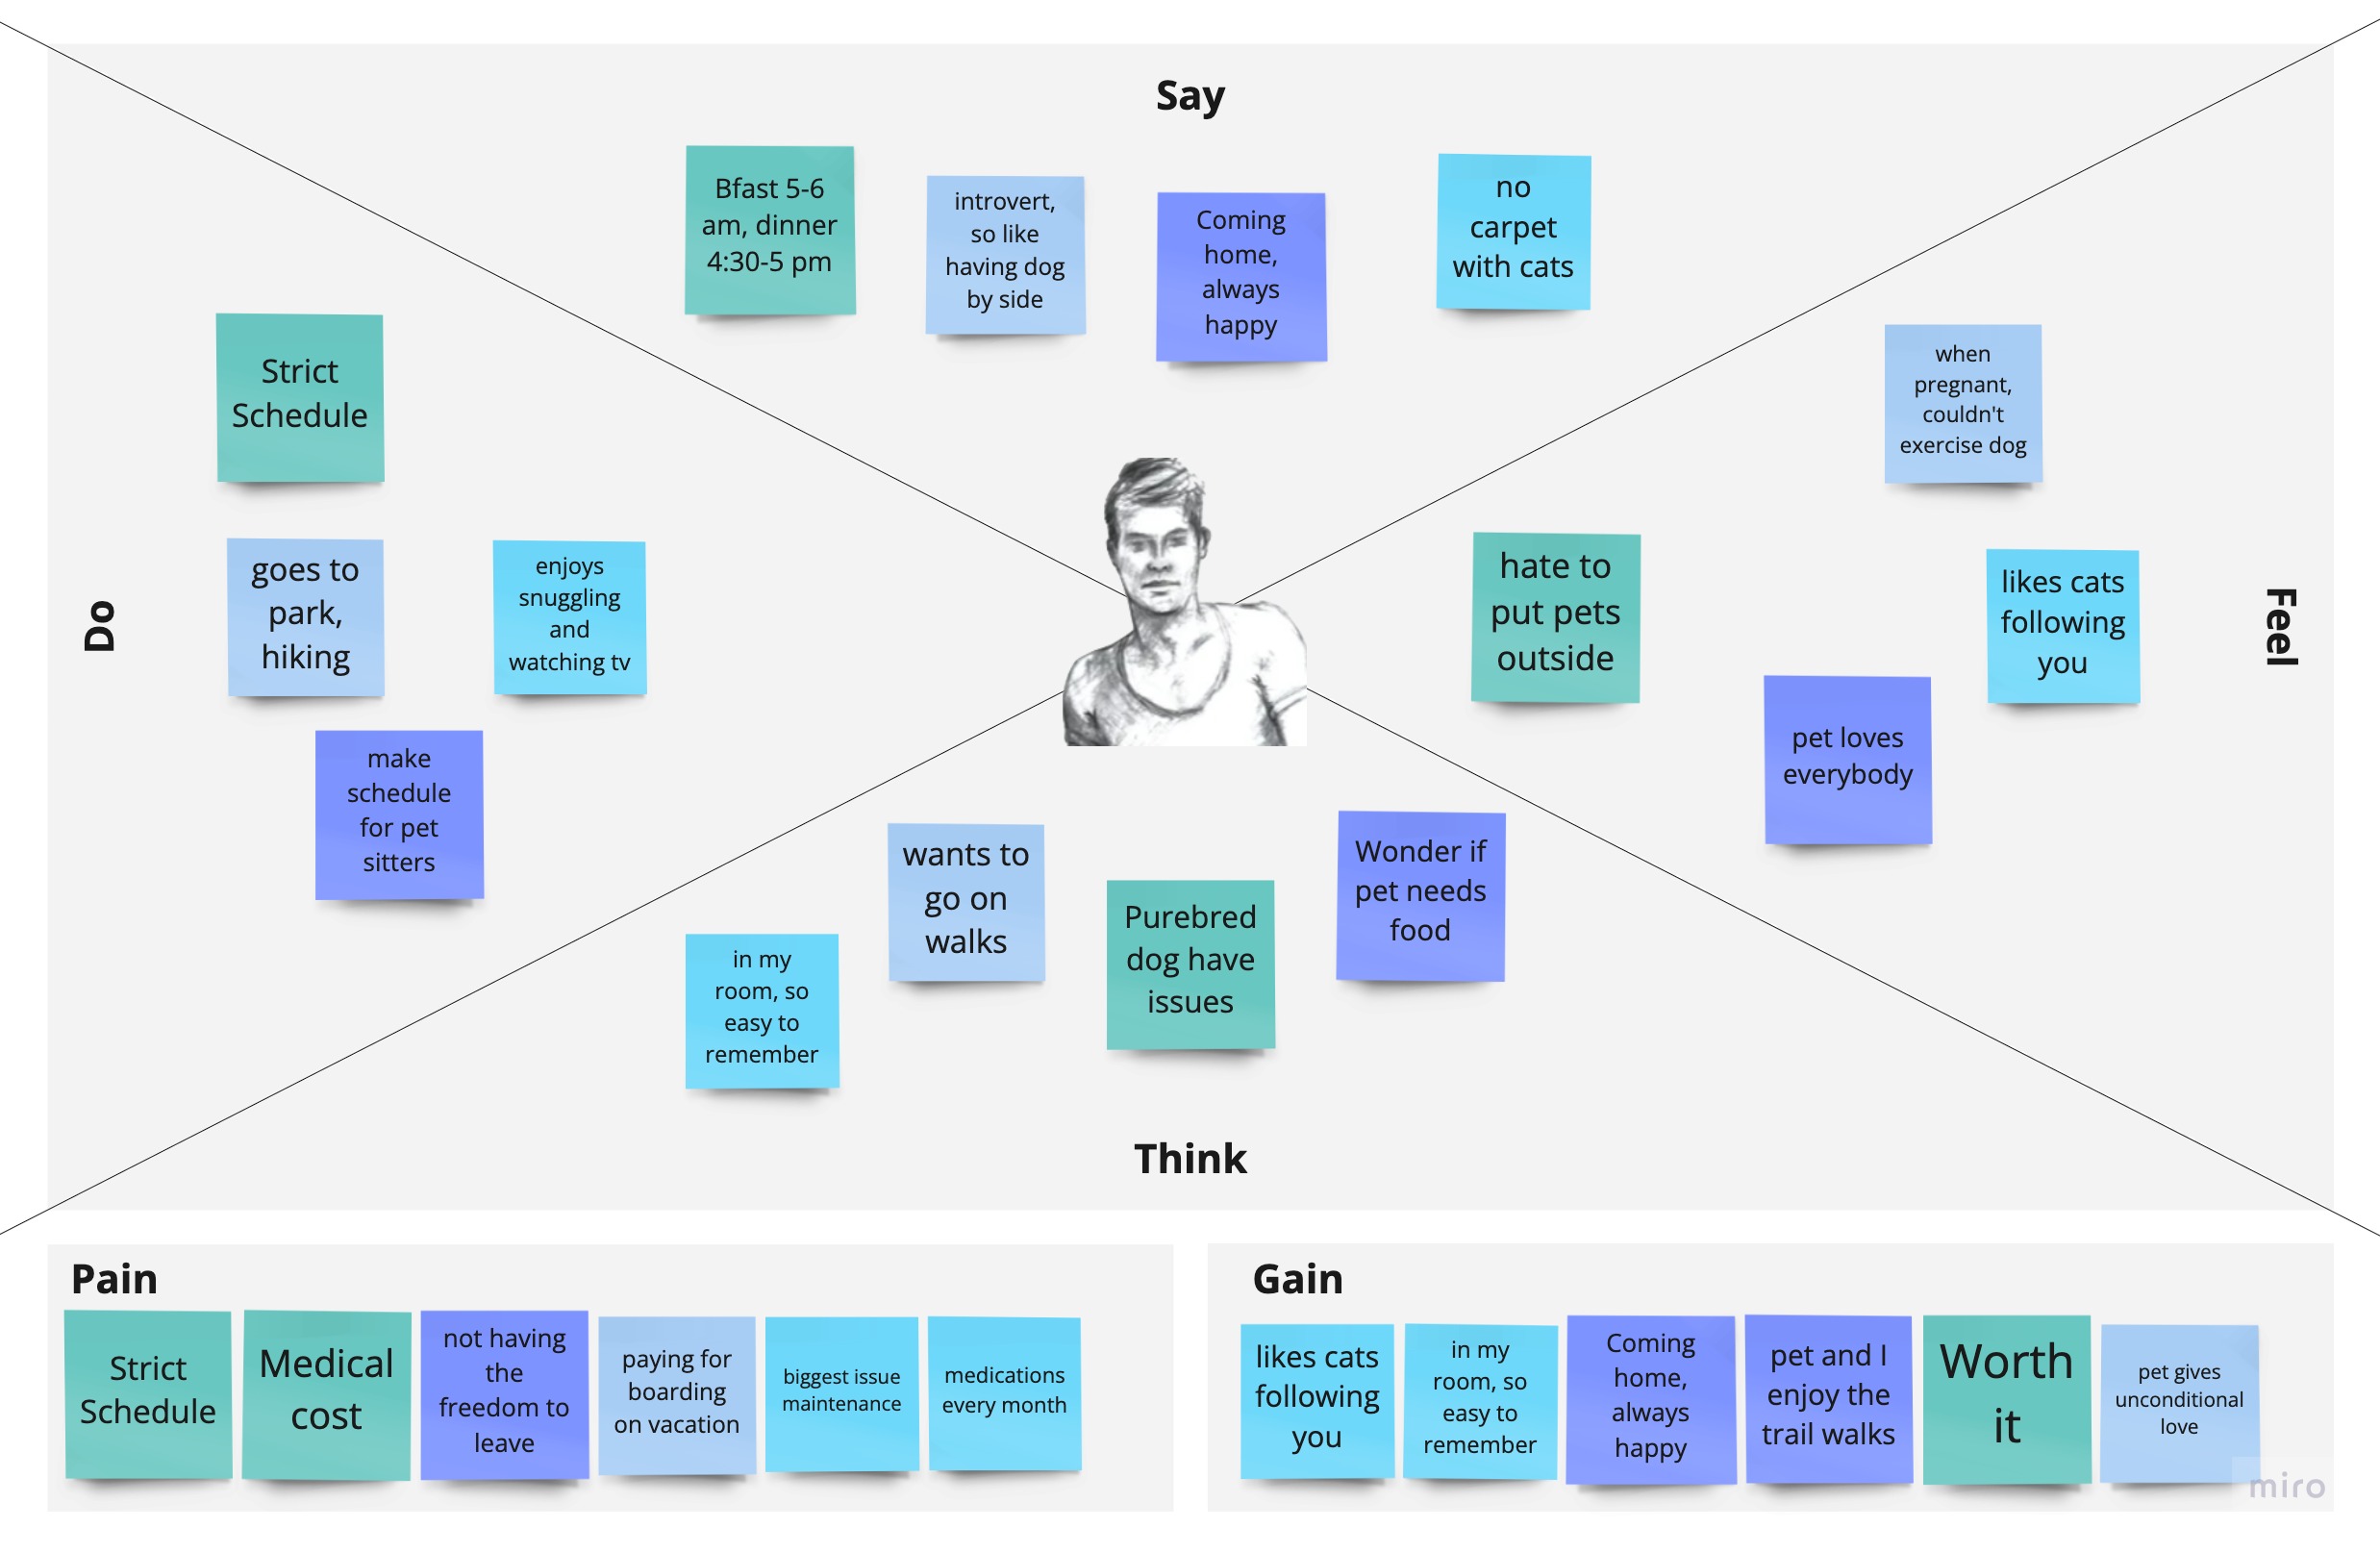 Say
Bfast 5-6
am, dinner
4:30-5 pm
introvert,
so like
having dog
by side
Coming
home,
always
happy
no
carpet
with cats
Do
Strict
Schedule
goes to
park,
hiking
enjoys
snuggling
and
watching tv
make
schedule
for pet
sitters
Feel
when
pregnant,
couldn't
exercise dog
hate to
put pets
outside
likes cats
following
you
pet loves
everybody
in my
room, so
easy to
remember
wants to
go on
walks
Purebred
dog have
issues
Wonder if
pet needs
food
Think
Pain
Strict
Schedule
Medical
cost
not having
the
freedom to
leave
paying for
boarding
on vacation
biggest issue
maintenance
medications
every month
Gain
likes cats
following
you
in my
room, so
easy to
remember
Coming
home,
always
happy
pet and I
enjoy the
trail walks
Worth
it
pet gives
unconditional
love
miro